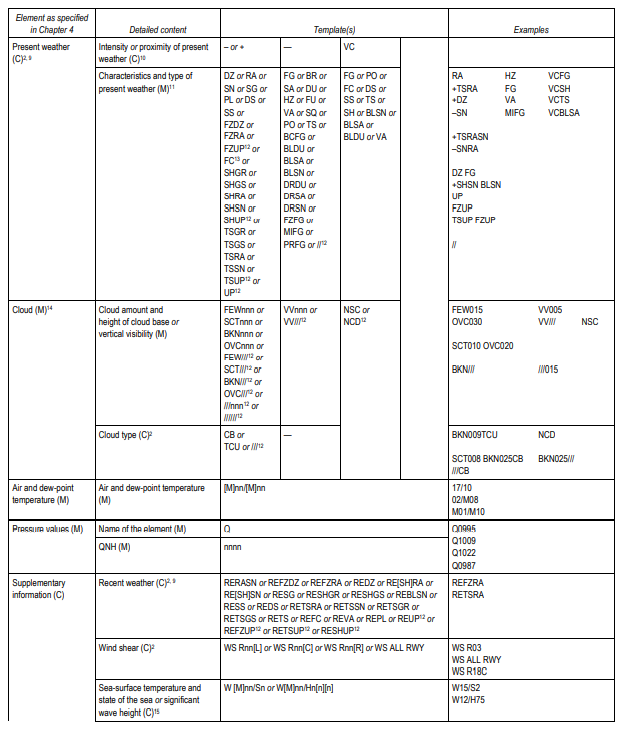 Element as specified
in Chapter 4
Detailed content
Template(s)
Examples
Present weather
(C)2, 9
Intensity or proximity of present
weather (C)10
– or +
—
VC
Characteristics and type of
present weather (M)11
DZ or RA or
SN or SG or
PL or DS or
SS or
FZDZ or
FZRA or
FZUP12 or
FC13 or
SHGR or
SHGS or
SHRA or
SHSN or
SHUP12 or
TSGR or
TSGS or
TSRA or
TSSN or
TSUP12 or
UP12
FG or BR or
SA or DU or
HZ or FU or
VA or SQ or
PO or TS or
BCFG or
BLDU or
BLSA or
BLSN or
DRDU or
DRSA or
DRSN or
FZFG or
MIFG or
PRFG or //12
FG or PO or
FC or DS or
SS or TS or
SH or BLSN or
BLSA or
BLDU or VA
RA HZ VCFG
+TSRA FG VCSH
+DZ VA VCTS
–SN MIFG VCBLSA
+TSRASN
–SNRA
DZ FG
+SHSN BLSN
UP
FZUP
TSUP FZUP
//
Cloud (M)14
Cloud amount and
height of cloud base or
vertical visibility (M)
FEWnnn or
SCTnnn or
BKNnnn or
OVCnnn or
FEW///12 or
SCT///12 or
BKN///12 or
OVC///12 or
///nnn12 or
//////12
VVnnn or
VV///12
NSC or
NCD12
FEW015 VV005
OVC030 VV/// NSC
SCT010 OVC020
BKN/// ///015
Cloud type (C)2
CB or
TCU or ///12
—
BKN009TCU NCD
SCT008 BKN025CB BKN025///
///CB
Air and dew-point
temperature (M)
Air and dew-point temperature
(M)
[M]nn/[M]nn
17/10
02/M08
M01/M10
Pressure values (M)
Name of the element (M)
Q
Q0995
Q1009
Q1022
Q0987
QNH (M)
nnnn
Supplementary
information (C)
Recent weather (C)2, 9
RERASN or REFZDZ or REFZRA or REDZ or RE[SH]RA or
RE[SH]SN or RESG or RESHGR or RESHGS or REBLSN or
RESS or REDS or RETSRA or RETSSN or RETSGR or
RETSGS or RETS or REFC or REVA or REPL or REUP12 or
REFZUP12 or RETSUP12 or RESHUP12
REFZRA
RETSRA
Wind shear (C)2
WS Rnn[L] or WS Rnn[C] or WS Rnn[R] or WS ALL RWY
WS R03
WS ALL RWY
WS R18C
Sea-surface temperature and
state of the sea or significant
wave height (C)15
W [M]nn/Sn or W[M]nn/Hn[n][n]
W15/S2
W12/H75